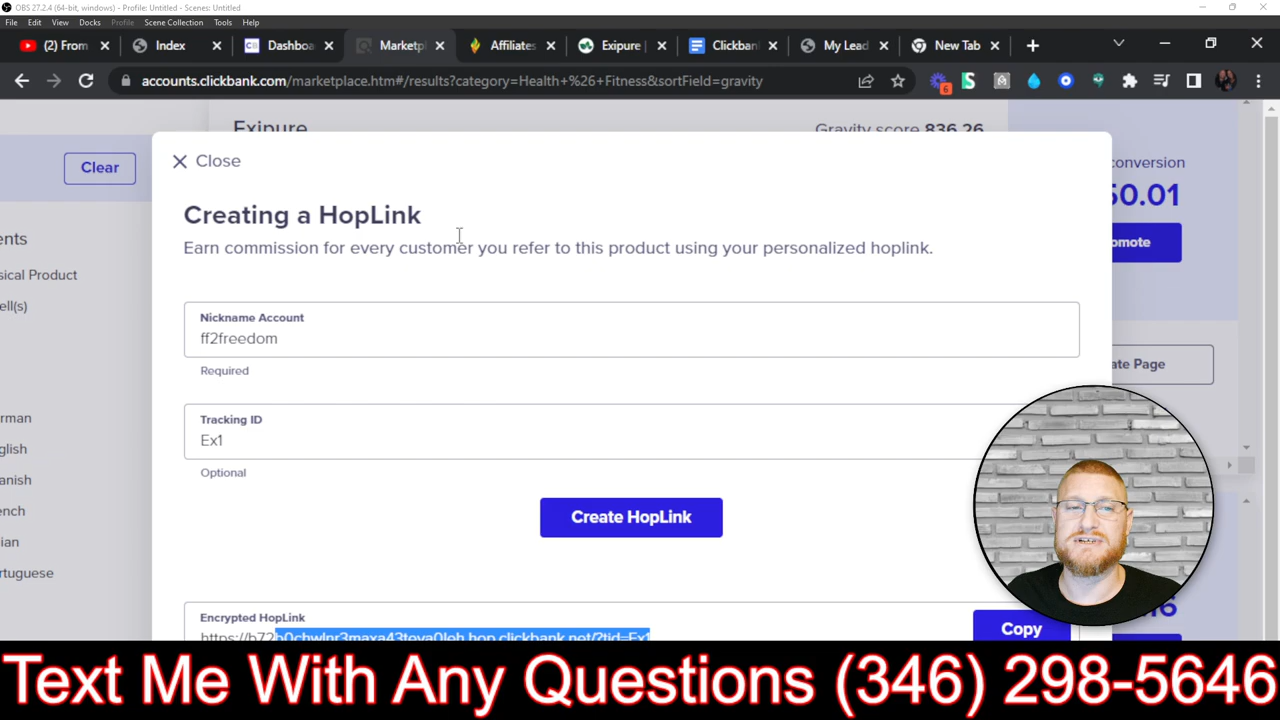 OBS 27.2.4 (64-bit, windows) - Profile: Untitled - Scenes: Untitled
File Edit View Docks Profile Scene Collection Tools Help
(2) From Index Dashbo Marketpl Affiliates Exipure | Clickban My Lead New Tab
accounts.clickbank.com/marketplace.htm#/results?category=Health+%26+Fitness&sortField=gravity
6
Exipure Gravity score 836.26
Close
Clear
conversion
50.01
Creating a HopLink
ents
omote
Earn commission for every customer you refer to this product using your personalized hoplink.
sical Product
ell(s)
Nickname Account
ff2freedom
Required
ate Page
rman
Tracking ID
Ex1
glish
Optional
anish
ench
Create HopLink
ian
rtuguese
Encrypted HopLink
Copy
Text Me With Any Questions (346) 298-5646